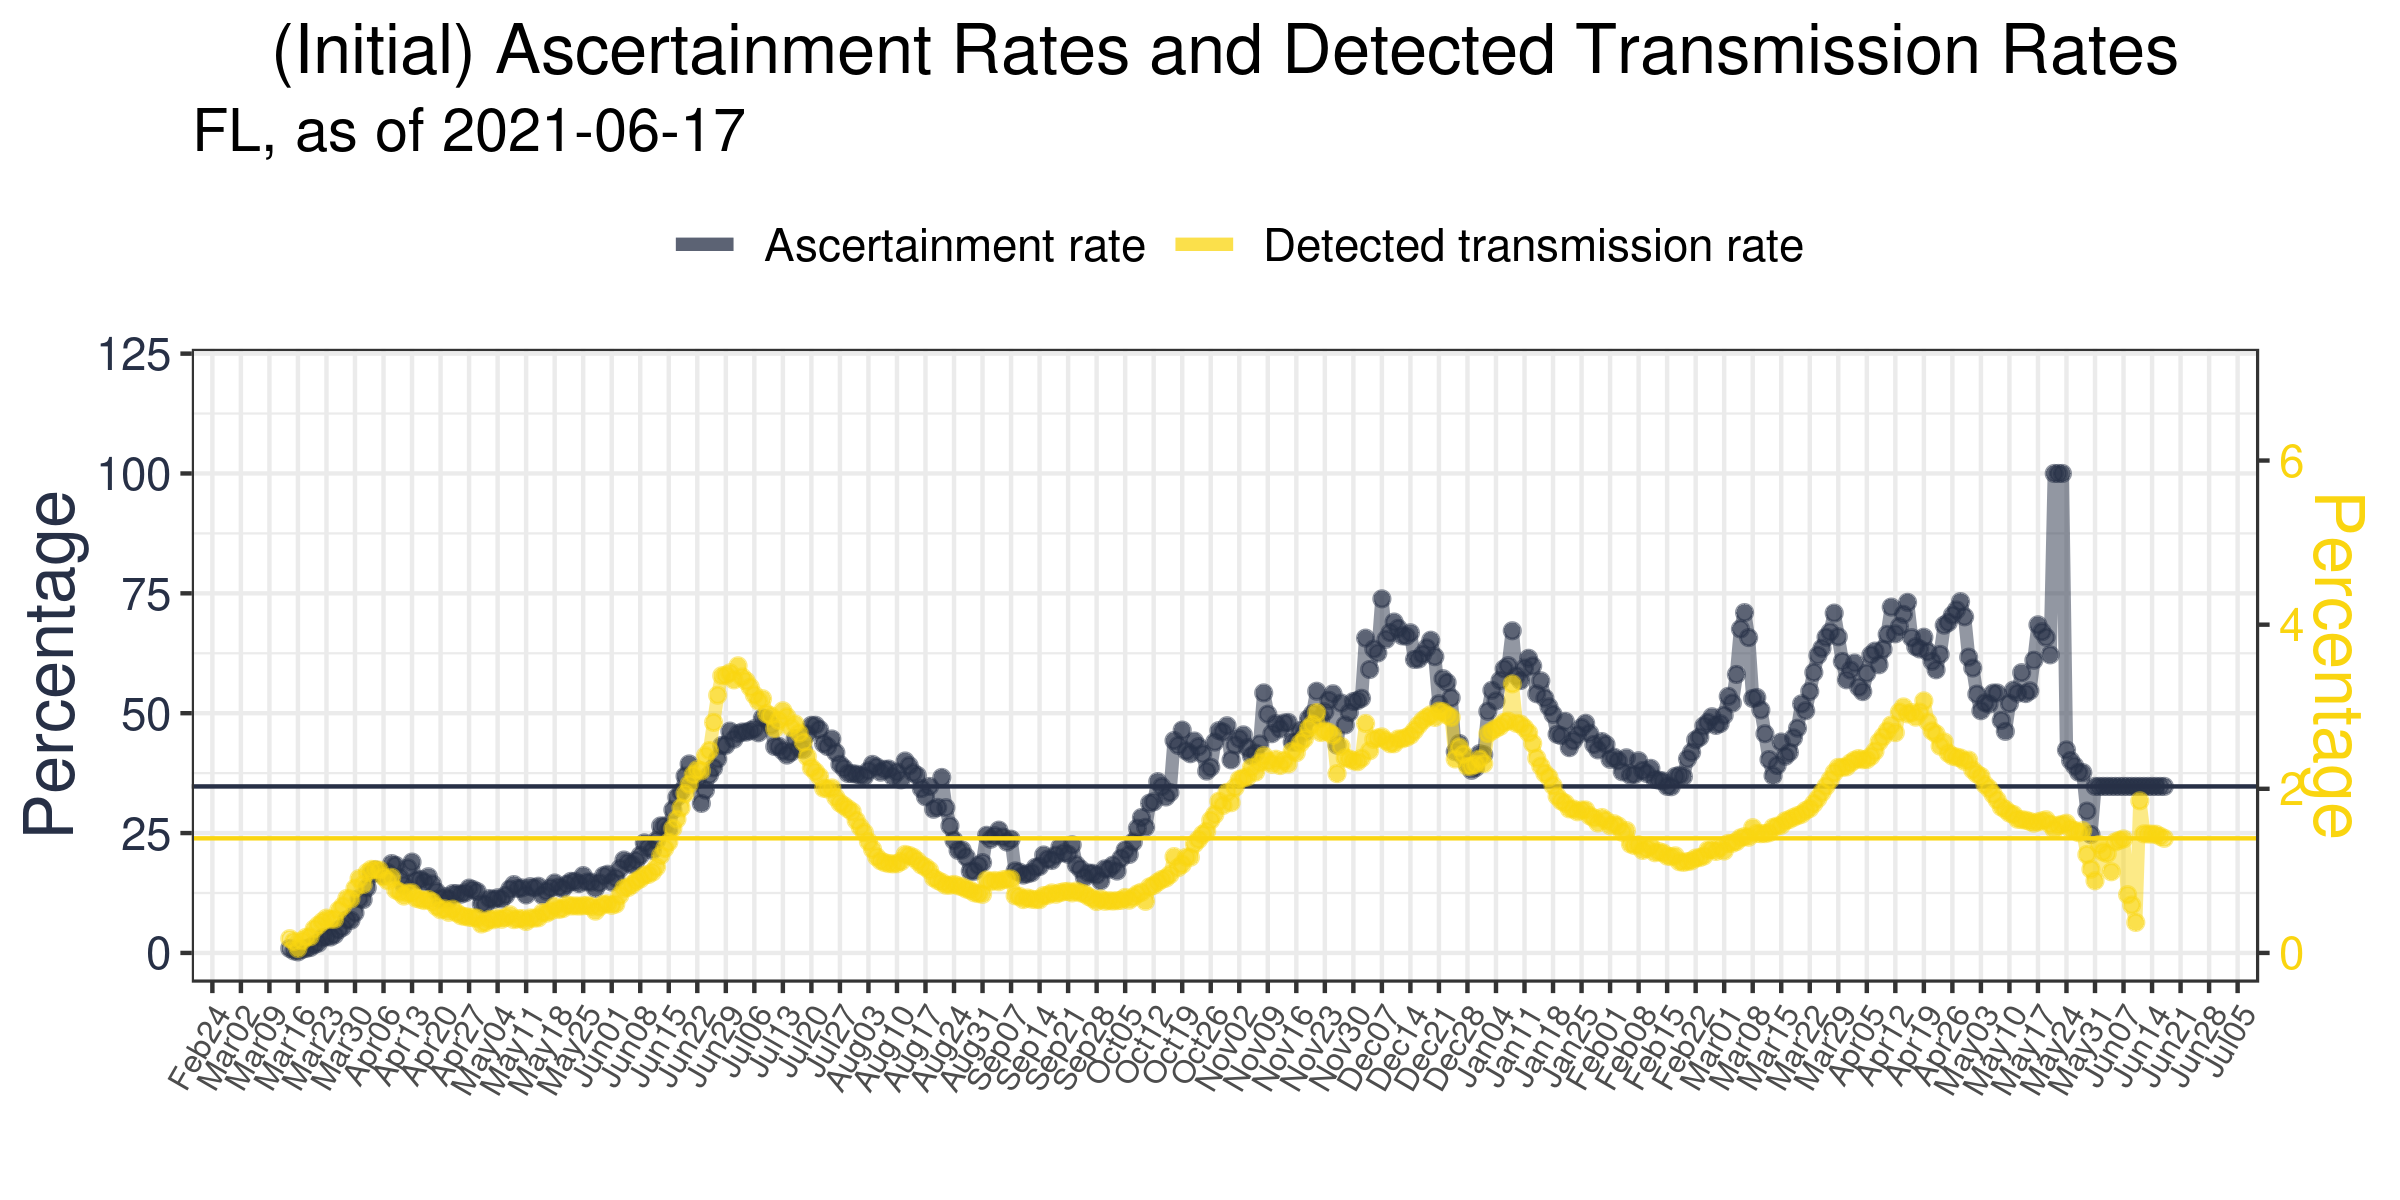 (Initial) Ascertainment Rates and Detected Transmission Rates
FL, as of 2021-06-17
Ascertainment rate
Detected transmission rate
125
100
75
50
25
0
Percentage
6
4
2
0
Percentage
Feb24
Mar02
Mar09
Mar16
Mar23
Mar30
Apr06
Apr13
Apr20
Apr27
May04
May11
May18
May25
Jun01
Jun08
Jun15
Jun22
Jun29
Jul06
Jul13
Jul20
Jul27
Aug03
Aug10
Aug17
Aug24
Aug31
Sep07
Sep14
Sep21
Sep28
Oct05
Oct12
Oct19
Oct26
Nov02
Nov09
Nov16
Nov23
Nov30
Dec07
Dec14
Dec21
Dec28
Jan04
Jan11
Jan18
Jan25
Feb01
Feb08
Feb15
Feb22
Mar01
Mar08
Mar15
Mar22
Mar29
Apr05
Apr12
Apr19
Apr26
May03
May10
May17
May24
May31
Jun07
Jun14
Jun21
Jun28
Jul05